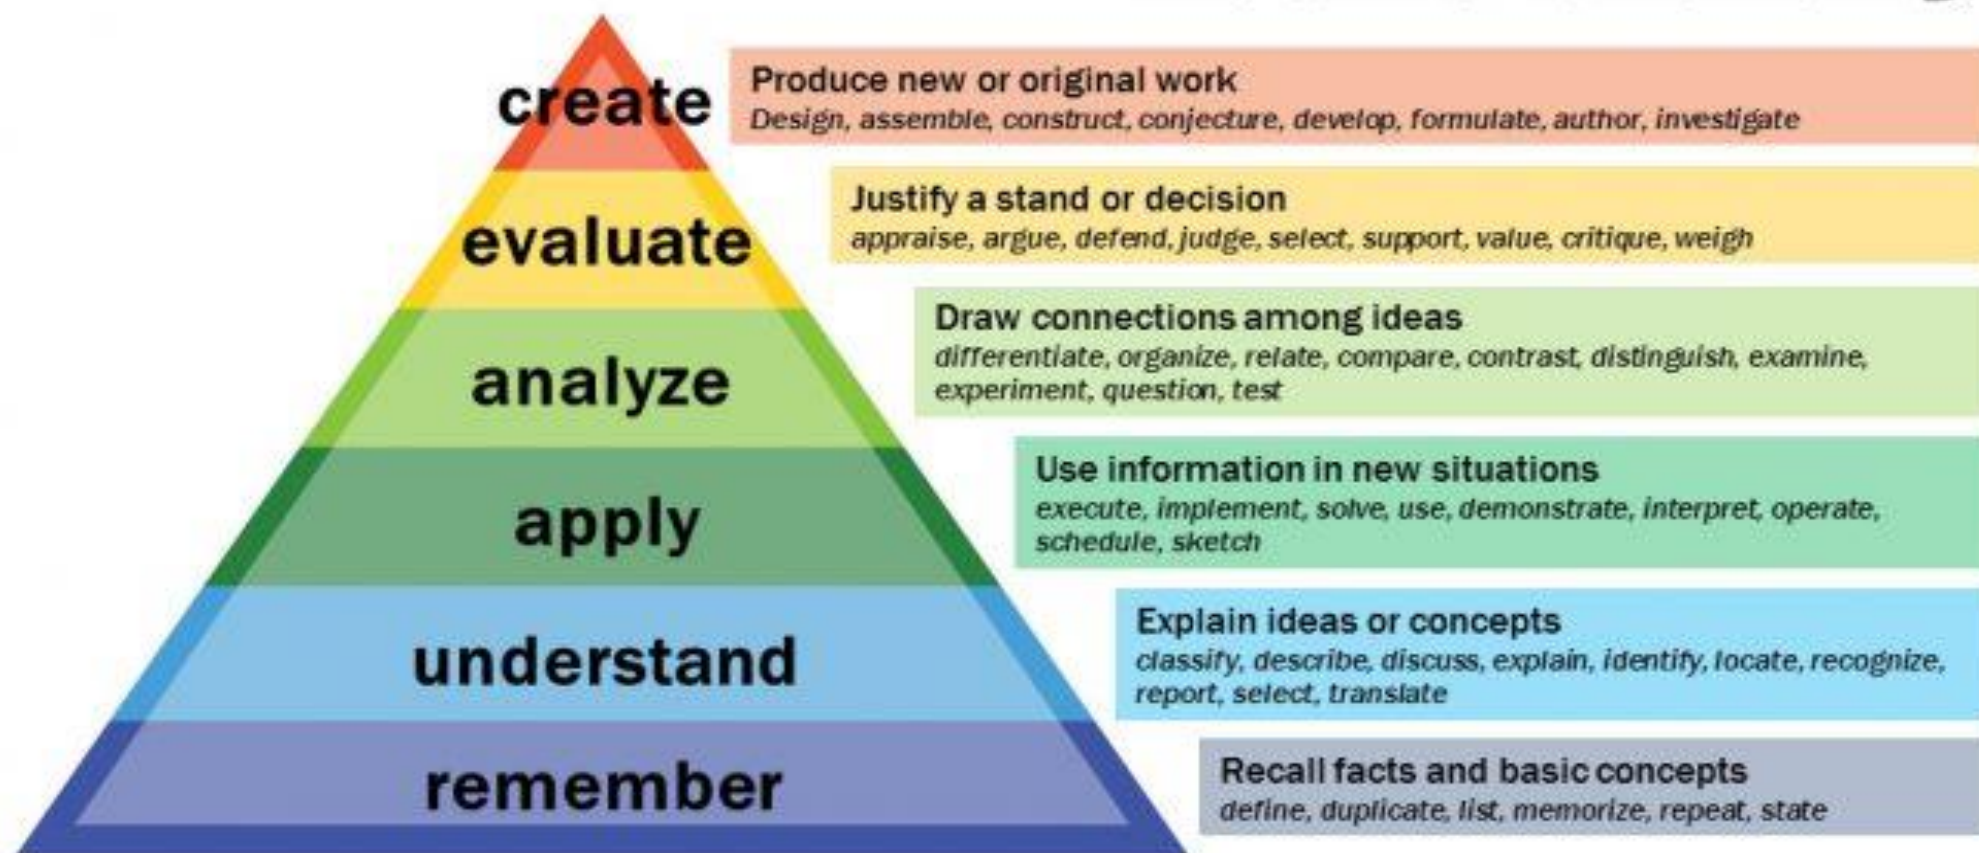 create
Produce new or original work
Design, assemble, construct, conjecture, develop, formulate, author, investigate
evaluate
Justify a stand or decision
appraise, argue, defend, judge, select, support, value, critique, weigh
analyze
Draw connections among ideas
differentiate, organize, relate, compare, contrast, distinguish, examine,
experiment, question, test
apply
Use information in new situations
execute, implement, solve, use, demonstrate, interpret, operate,
schedule, sketch
understand
Explain ideas or concepts
classify, describe, discuss, explain, identify, locate, recognize,
report, select, translate
remember
Recall facts and basic concepts
define, duplicate, list, memorize, repeat, state